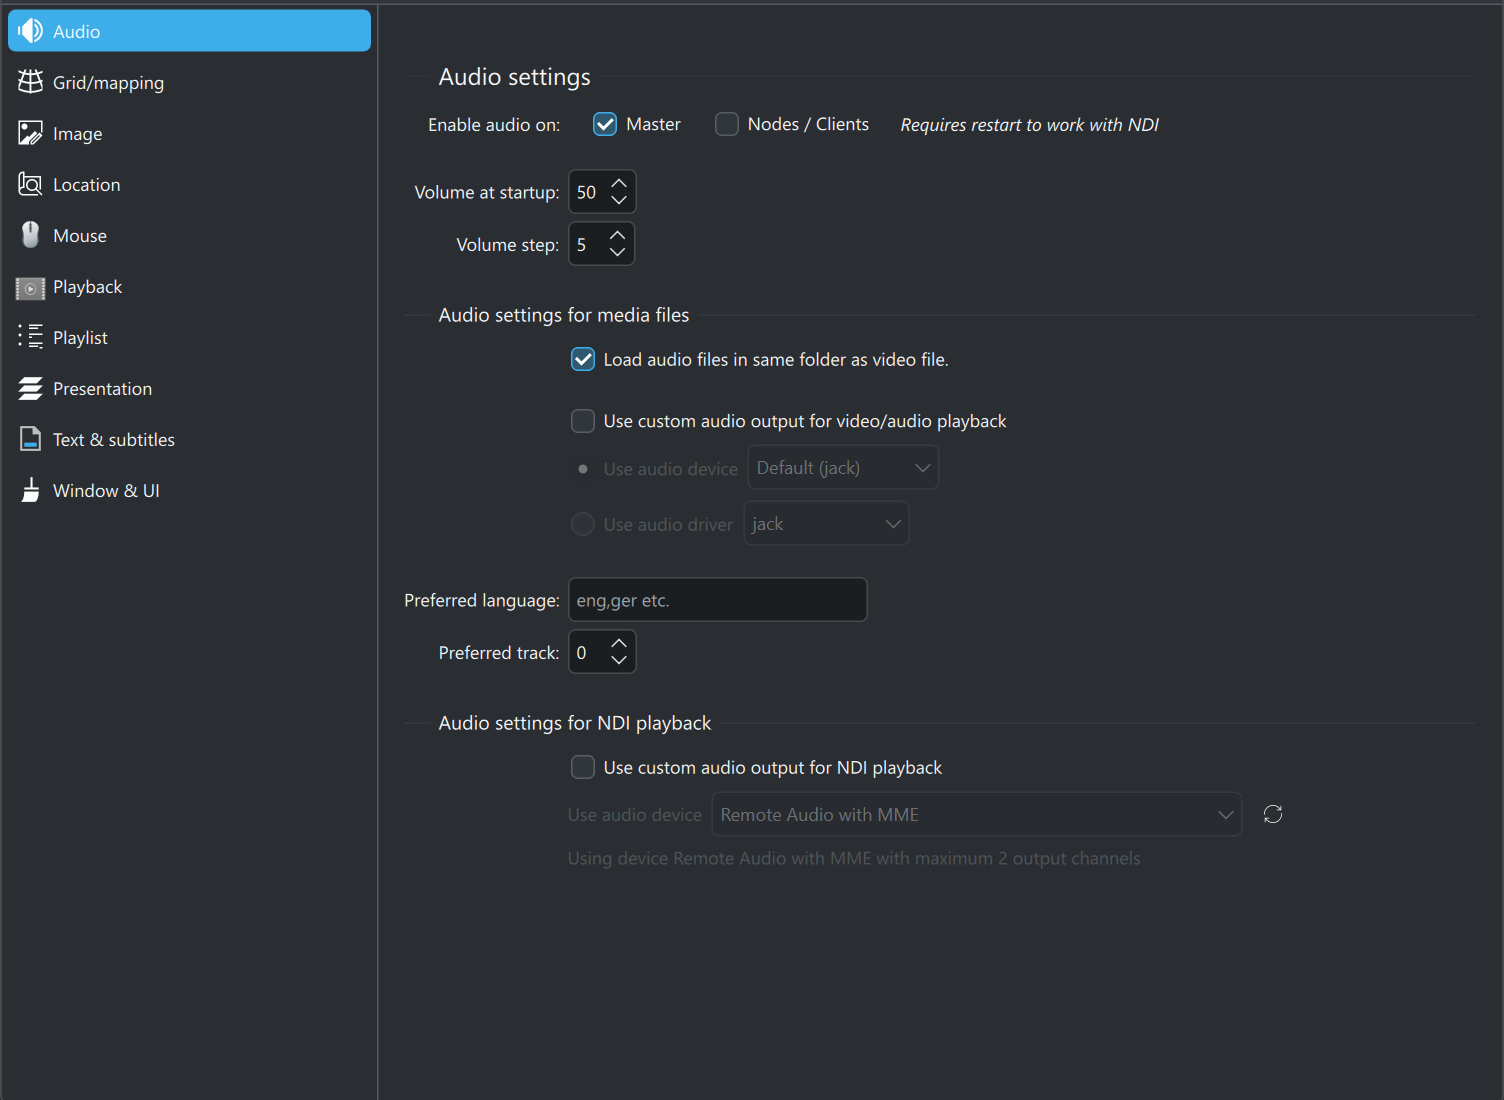 Audio
Grid/mapping
Image
Location
Mouse
Playback
Playlist
Presentation
Text & subtitles
Window & UI
Audio settings
Enable audio on: Master Nodes / Clients Requires restart to work with NDI
Volume at startup: 50
Volume step: 5
Audio settings for media files
Load audio files in same folder as video file.
Use custom audio output for video/audio playback
Use audio device Default (jack)
Use audio driver jack
Preferred language: eng,ger etc.
Preferred track: 0
Audio settings for NDI playback
Use custom audio output for NDI playback
Use audio device Remote Audio with MME
Using device Remote Audio with MME with maximum 2 output channels